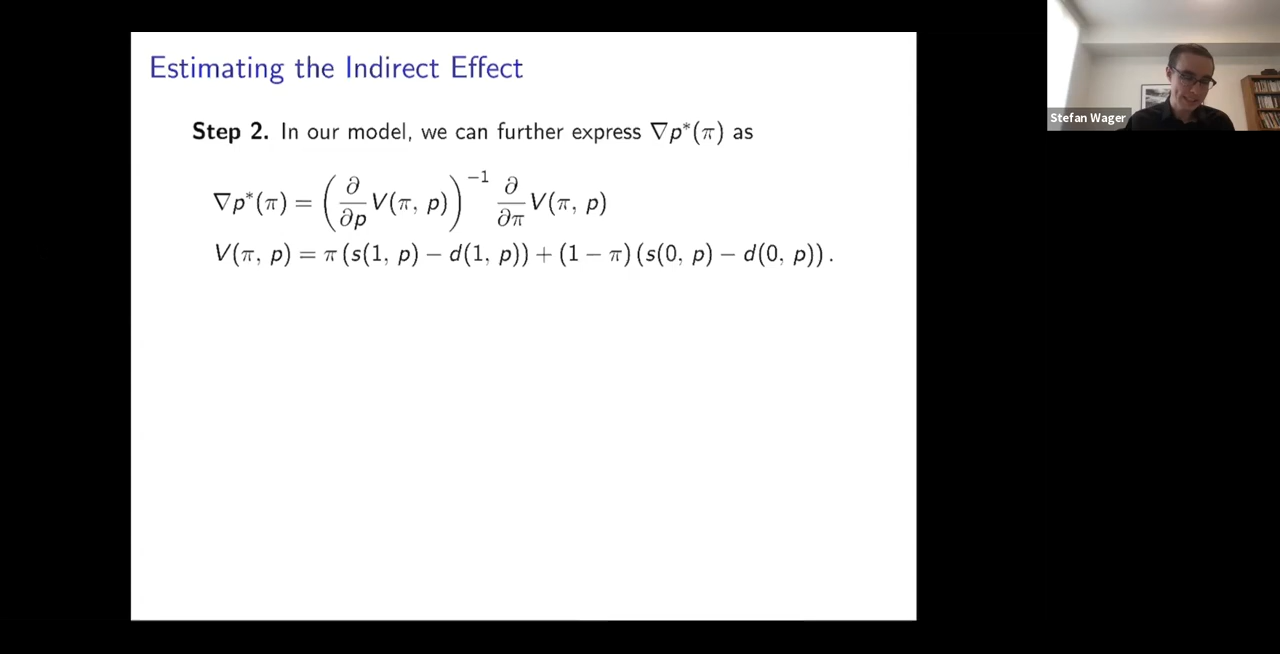 Estimating the Indirect Effect
Step 2. In our model, we can further express ∇p*(π) as
∇p*(π) = (∂/∂p V(π, p))⁻¹ ∂/∂π V(π, p)
V(π, p) = π (s(1, p) − d(1, p)) + (1 − π) (s(0, p) − d(0, p)) .
Stefan Wager